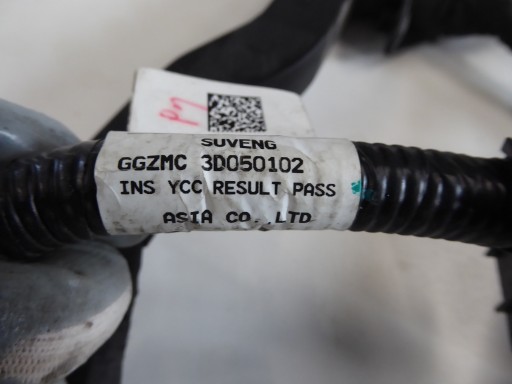 SUVENG
GGZMC 3D050102
INS YCC RESULT PASS
ASIA CO.,LTD